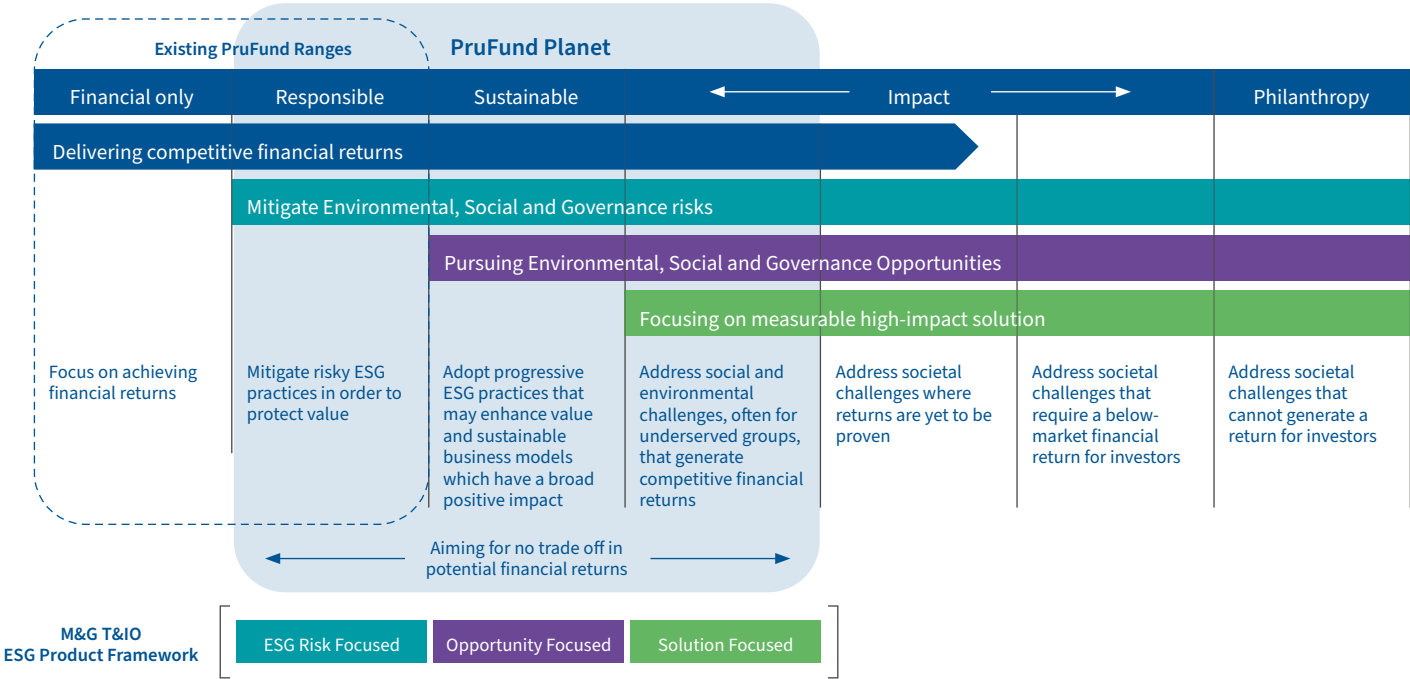 Existing PruFund Ranges
PruFund Planet
Financial only
Responsible
Sustainable
Impact
Philanthropy
Delivering competitive financial returns
Mitigate Environmental, Social and Governance risks
Pursuing Environmental, Social and Governance Opportunities
Focusing on measurable high-impact solution
Focus on achieving
financial returns
Mitigate risky ESG
practices in order to
protect value
Adopt progressive
ESG practices that
may enhance value
and sustainable
business models
which have a broad
positive impact
Address social and
environmental
challenges, often for
underserved groups,
that generate
competitive financial
returns
Address societal
challenges where
returns are yet to be
proven
Address societal
challenges that
require a below-
market financial
return for investors
Address societal
challenges that
cannot generate a
return for investors
Aiming for no trade off in
potential financial returns
M&G T&IO
ESG Product Framework
ESG Risk Focused
Opportunity Focused
Solution Focused